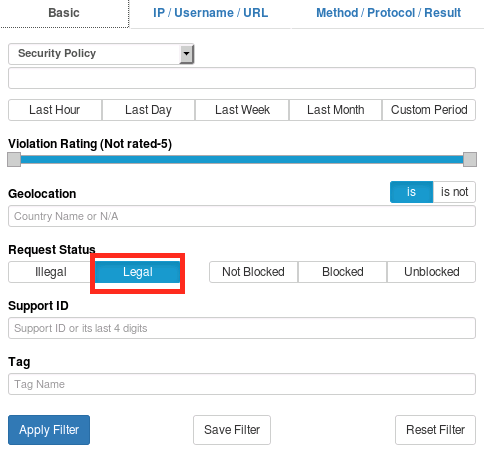 Basic IP / Username / URL Method / Protocol / Result
Security Policy
Last Hour Last Day Last Week Last Month Custom Period
Violation Rating (Not rated-5)
Geolocation is is not
Country Name or N/A
Request Status
Illegal Legal Not Blocked Blocked Unblocked
Support ID
Support ID or its last 4 digits
Tag
Tag Name
Apply Filter Save Filter Reset Filter